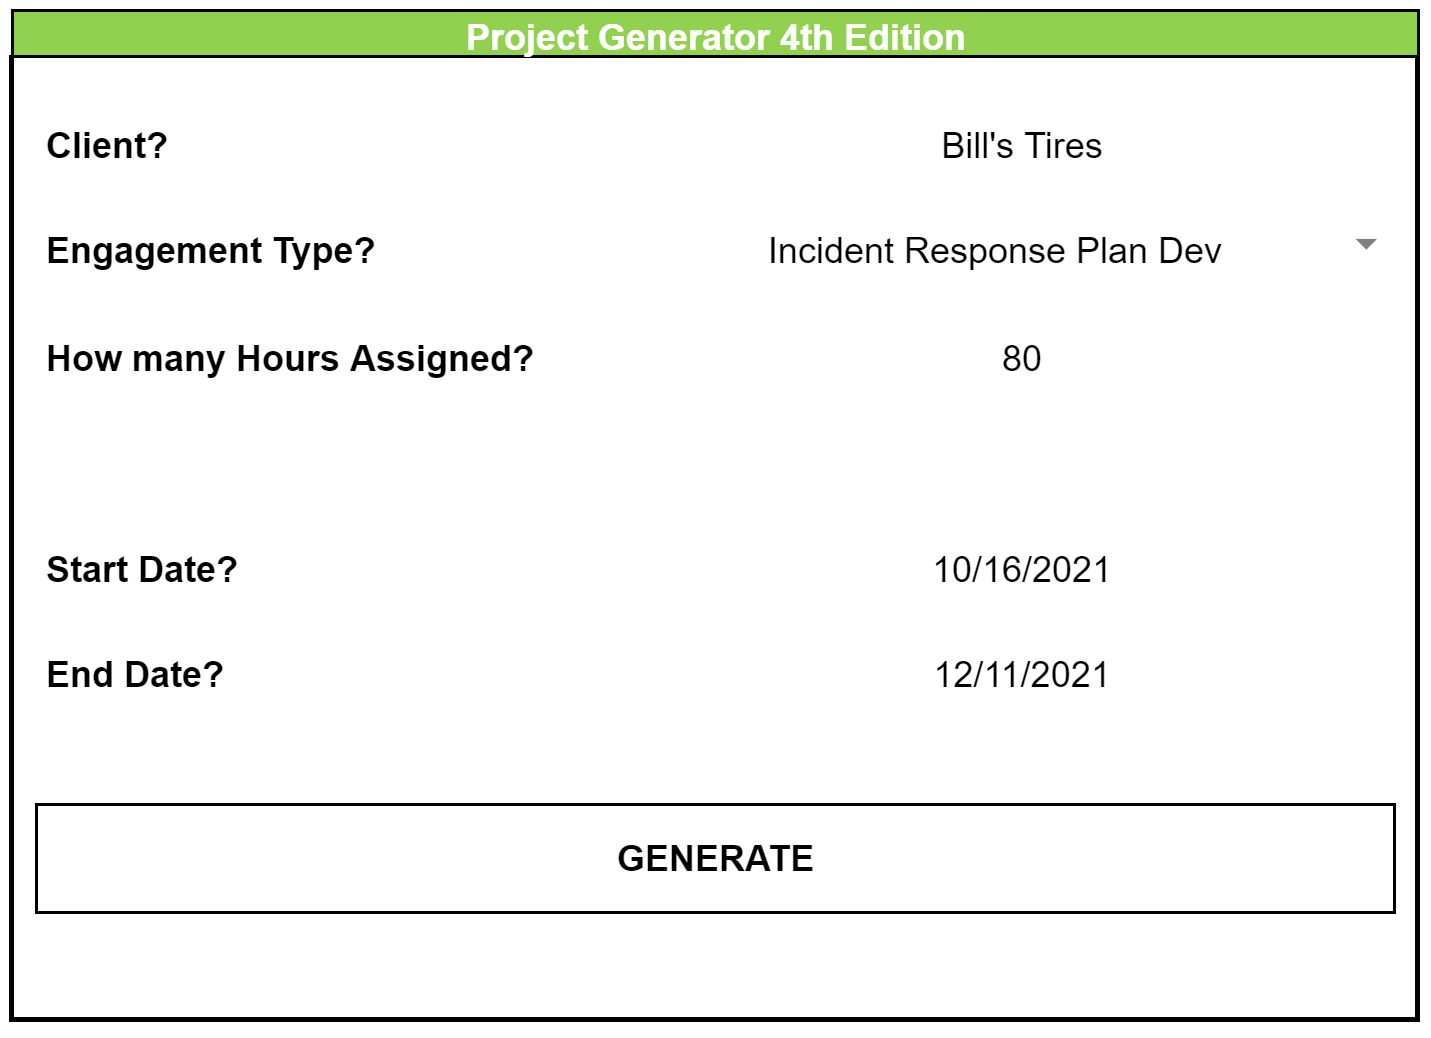 Project Generator 4th Edition
Client? Bill's Tires
Engagement Type? Incident Response Plan Dev
How many Hours Assigned? 80
Start Date? 10/16/2021
End Date? 12/11/2021
GENERATE